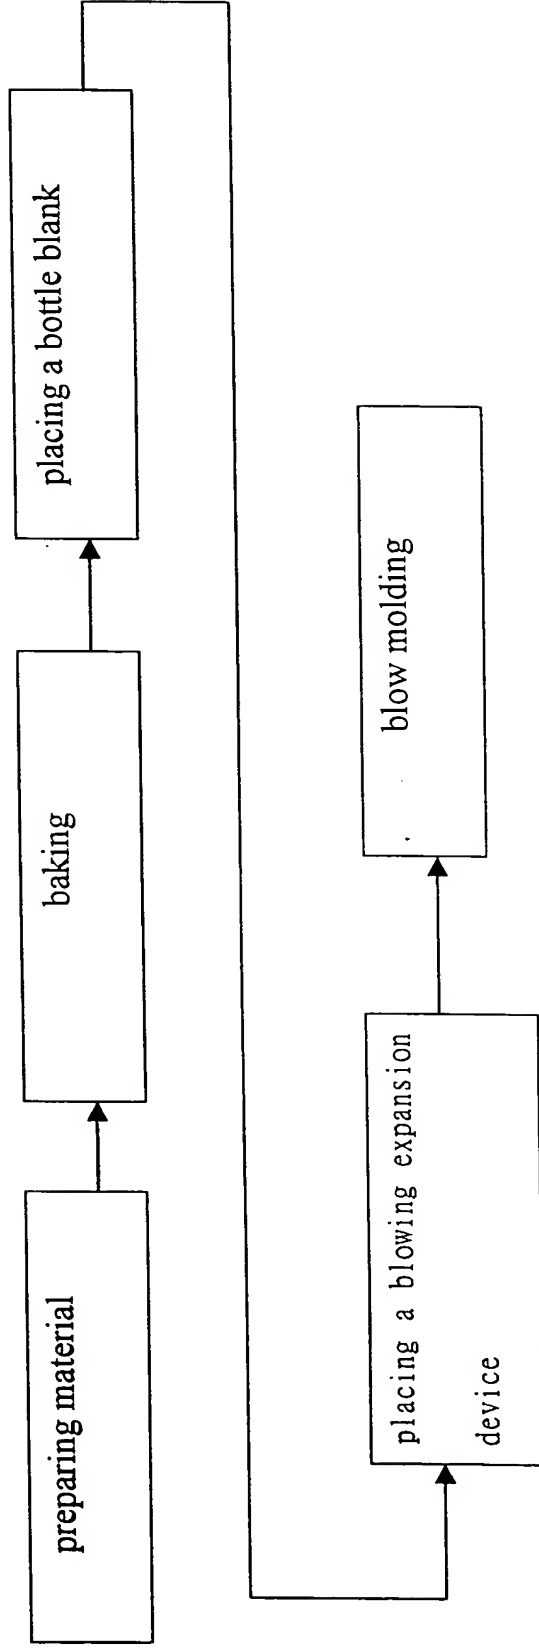 preparing material
baking
placing a bottle blank
placing a blowing expansion
device
blow molding